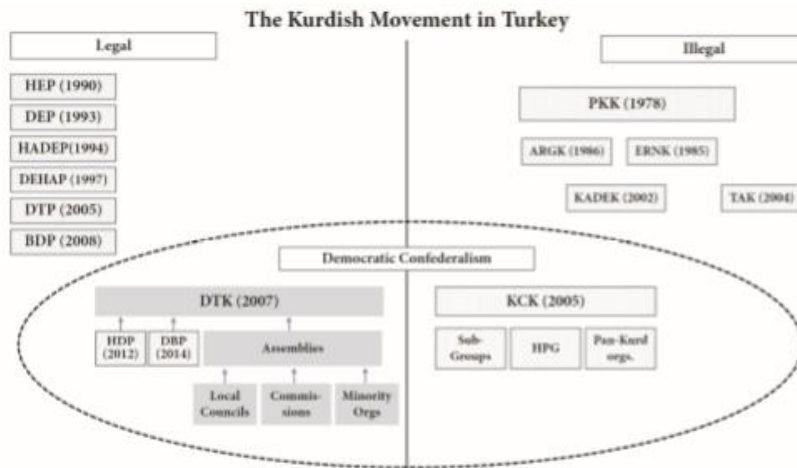 The Kurdish Movement in Turkey
Legal
Illegal
HEP (1990)
DEP (1993)
HADEP(1994)
DEHAP (1997)
DTP (2005)
BDP (2008)
PKK (1978)
ARGK (1986)
ERNK (1985)
KADEK (2002)
TAK (2004)
Democratic Confederalism
DTK (2007)
HDP
(2012)
DBP
(2014)
Assemblies
Local
Councils
Commis-
sions
Minority
Orgs
KCK (2005)
Sub-
Groups
HPG
Pan-Kurd
orgs.